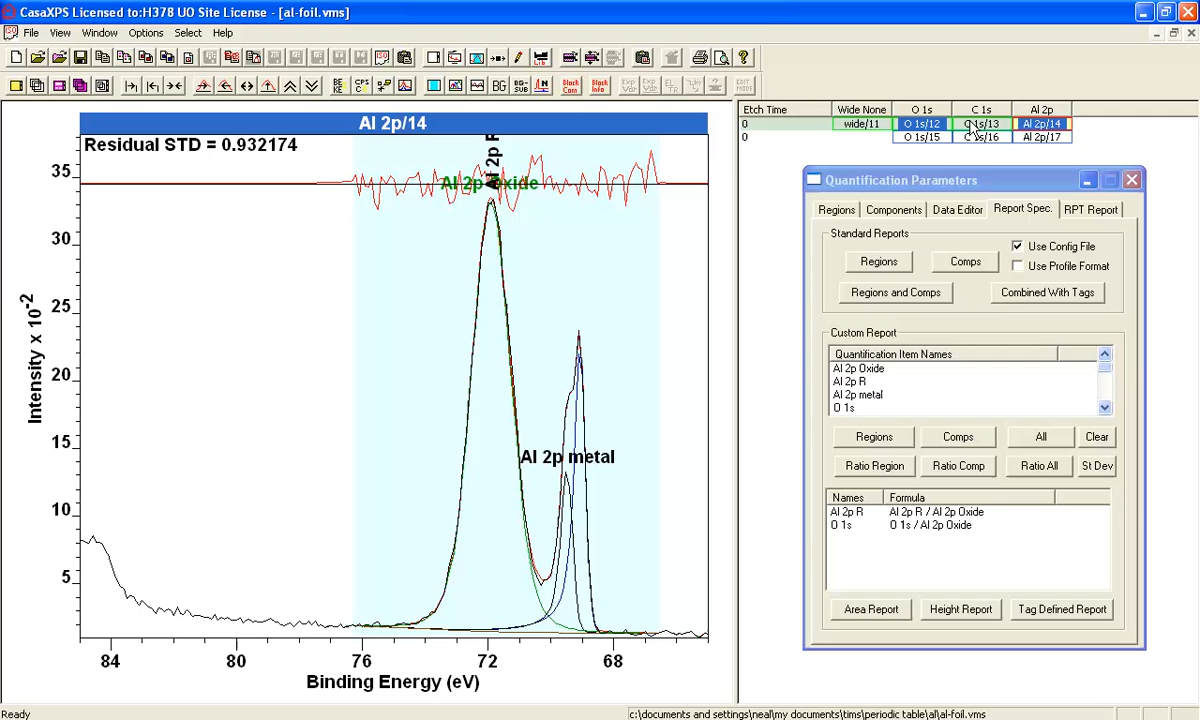 CasaXPS Licensed to:H378 UO Site License - [al-foil.vms]
File View Window Options Select Help
Al 2p/14
Residual STD = 0.932174
Al 2p R
Al 2p Oxide
Al 2p metal
35
30
25
20
15
10
5
Intensity x 10-2
84 80 76 72 68
Binding Energy (eV)
Etch Time Wide None O 1s C 1s Al 2p
0 wide/11 O 1s/12 C 1s/13 Al 2p/14
0 O 1s/15 C 1s/16 Al 2p/17
Quantification Parameters
Regions Components Data Editor Report Spec. RPT Report
Standard Reports
Use Config File
Regions Comps
Use Profile Format
Regions and Comps Combined With Tags
Custom Report
Quantification Item Names
Al 2p Oxide
Al 2p R
Al 2p metal
O 1s
Regions Comps All Clear
Ratio Region Ratio Comp Ratio All St Dev
Names Formula
Al 2p R Al 2p R / Al 2p Oxide
O 1s O 1s / Al 2p Oxide
Area Report Height Report Tag Defined Report
Ready c:\documents and settings\neal\my documents\tims\periodic table\al\al-foil.vms